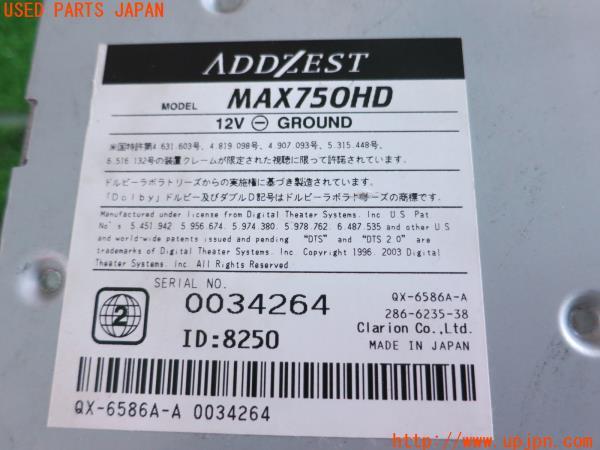 USED PARTS JAPAN
ADDZEST
MODEL MAX750HD
12V ⊖ GROUND
米国特許第4.631.603号、4.819.098号、4.907.093号、5.315.448号、
6.516.132号の装置クレームが限定された視聴に限って許諾されています。
ドルビーラボラトリーズからの実施権に基づき製造されています。
「Dolby」ドルビー及びダブルD記号はドルビーラボラトリーズの商標です。
Manufactured under license from Digital Theater Systems, Inc. U.S. Pat.
No's 5.451.942 5.956.674 5.974.380 5.978.762 6.487.535 and other U.S.
and world-wide patents issued and pending "DTS" and "DTS 2.0" are
trademarks of Digital Theater Systems, Inc. Copyright 1996, 2003 Digital
Theater Systems, Inc. All Rights Reserved.
SERIAL NO. 0034264
QX-6586A-A
286-6235-38
2
ID:8250
Clarion Co.,Ltd.
MADE IN JAPAN
QX-6586A-A 0034264
http://www.upjpn.com